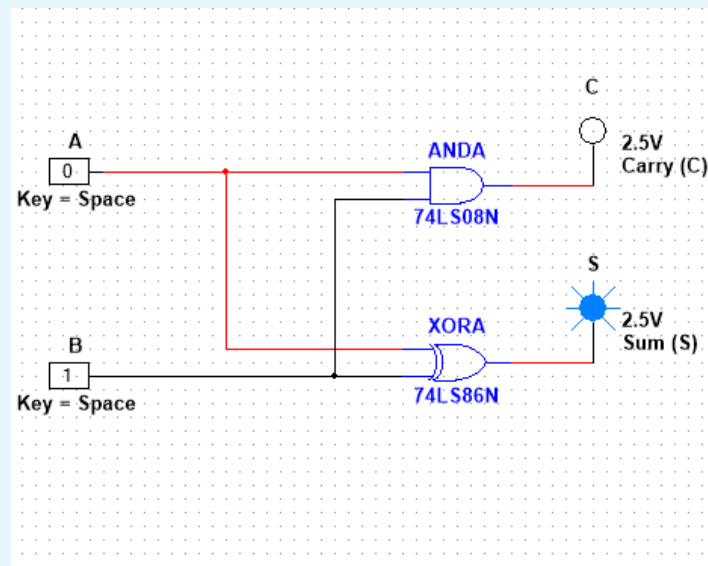 C
A
ANDA
2.5V
Carry (C)
0
Key = Space
74LS08N
S
B
XORA
2.5V
Sum (S)
1
Key = Space
74LS86N